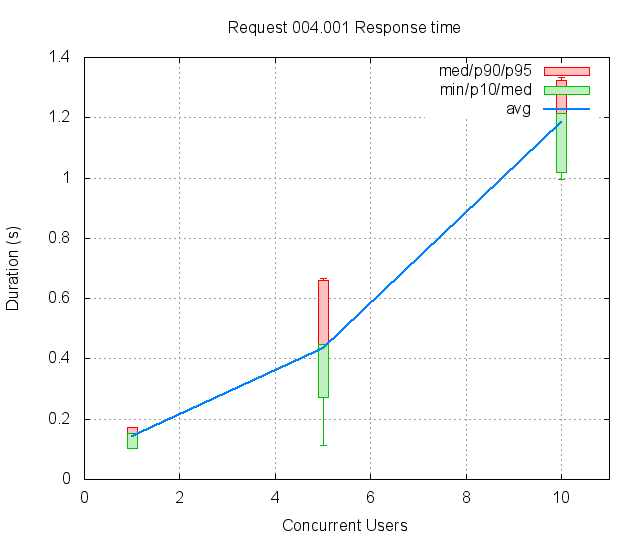 Request 004.001 Response time
1.4
1.2
1
0.8
0.6
0.4
0.2
0
Duration (s)
med/p90/p95
min/p10/med
avg
0 2 4 6 8 10
Concurrent Users